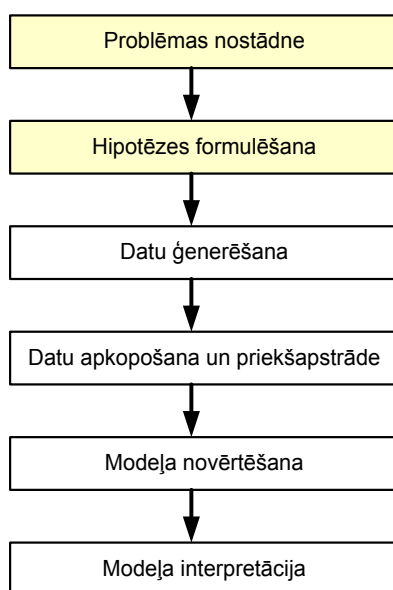 Problēmas nostādne
Hipotēzes formulēšana
Datu ģenerēšana
Datu apkopošana un priekšapstrāde
Modeļa novērtēšana
Modeļa interpretācija